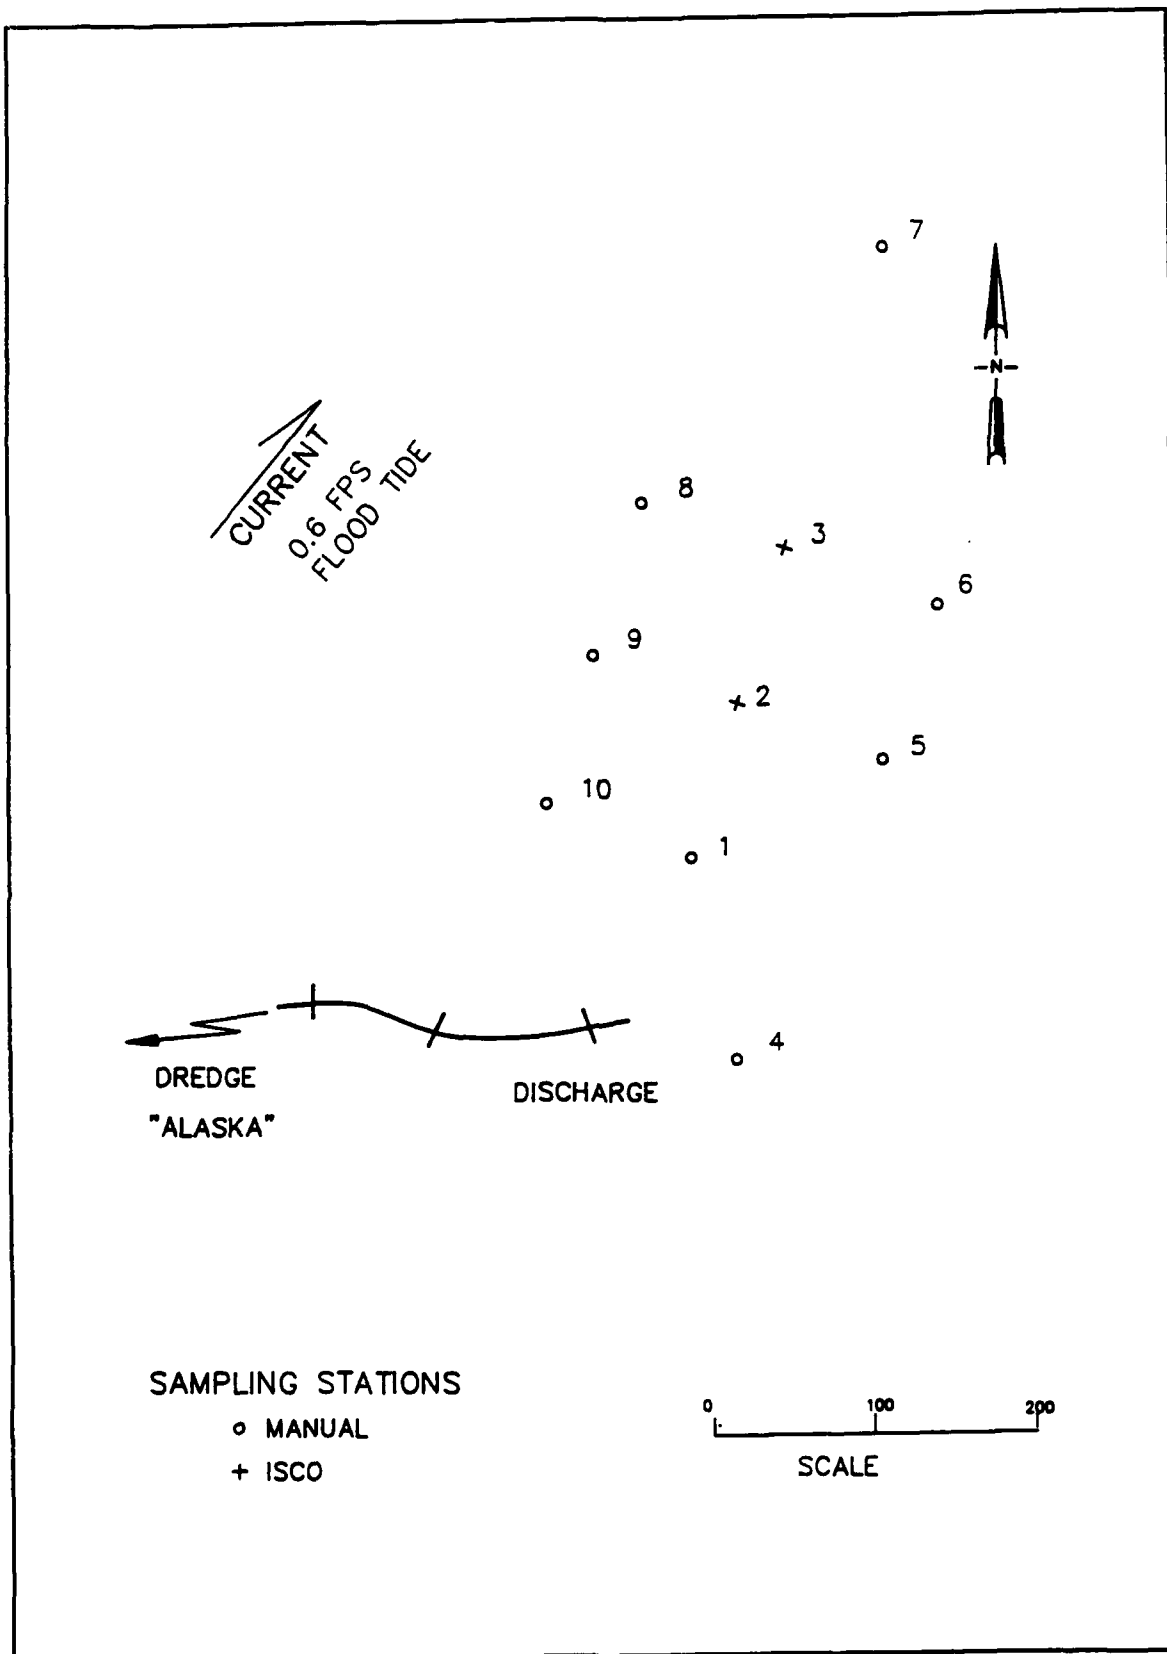 7
-N-
CURRENT
0.6 FPS
FLOOD TIDE
8
3
6
9
2
5
10
1
4
DREDGE
"ALASKA"
DISCHARGE
SAMPLING STATIONS
o MANUAL
+ ISCO
0 100 200
SCALE